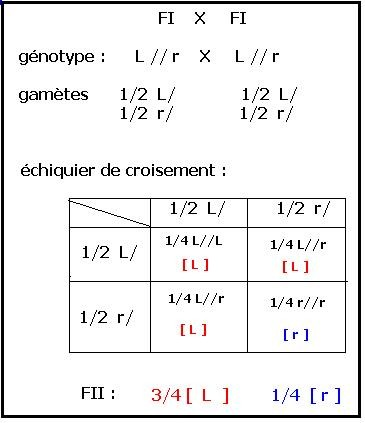 FI X FI
génotype : L // r X L // r
gamètes 1/2 L/ 1/2 L/
1/2 r/ 1/2 r/
échiquier de croisement :
1/2 L/ 1/2 r/
1/2 L/ 1/4 L//L 1/4 L//r
[ L ] [ L ]
1/2 r/ 1/4 L//r 1/4 r//r
[ L ] [ r ]
FII : 3/4 [ L ] 1/4 [ r ]